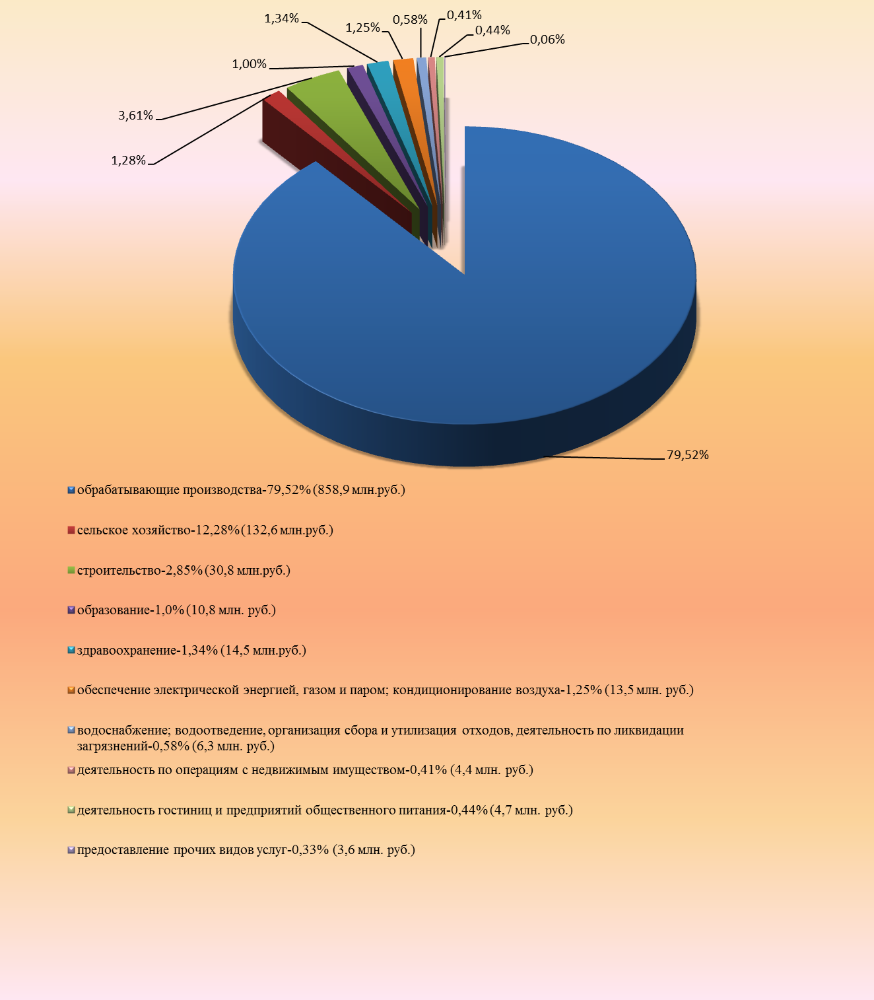 1,34%
1,25%
0,58%
0,41%
0,44%
0,06%
1,00%
3,61%
1,28%
79,52%
обрабатывающие производства-79,52% (858,9 млн.руб.)
сельское хозяйство-12,28% (132,6 млн.руб.)
строительство-2,85% (30,8 млн.руб.)
образование-1,0% (10,8 млн. руб.)
здравоохранение-1,34% (14,5 млн.руб.)
обеспечение электрической энергией, газом и паром; кондиционирование воздуха-1,25% (13,5 млн. руб.)
водоснабжение; водоотведение, организация сбора и утилизация отходов, деятельность по ликвидации
загрязнений-0,58% (6,3 млн. руб.)
деятельность по операциям с недвижимым имуществом-0,41% (4,4 млн. руб.)
деятельность гостиниц и предприятий общественного питания-0,44% (4,7 млн. руб.)
предоставление прочих видов услуг-0,33% (3,6 млн. руб.)